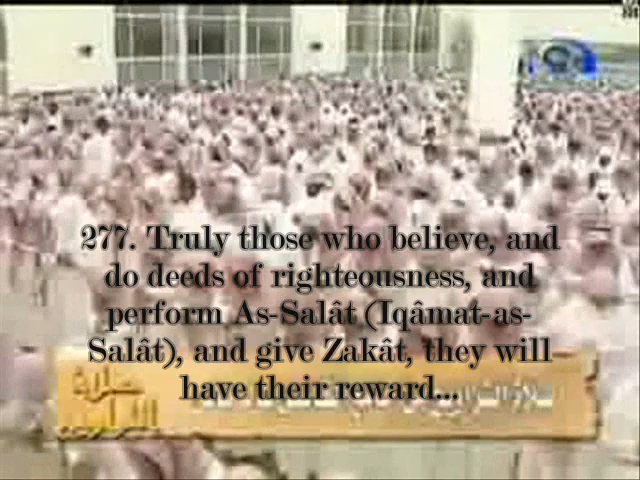 277. Truly those who believe, and
do deeds of righteousness, and
perform As-Salât (Iqâmat-as-
Salât), and give Zakât, they will
have their reward...
صلاة